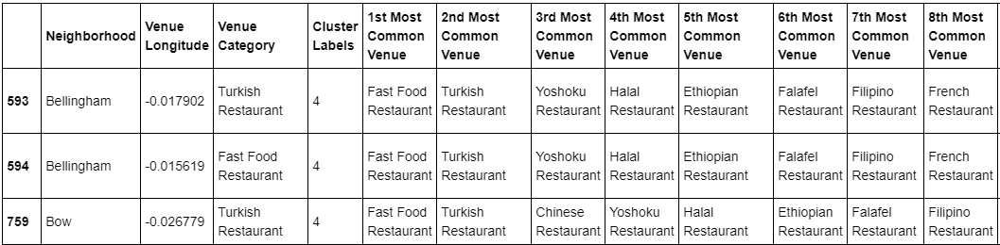 Neighborhood Venue Longitude Venue Category Cluster Labels 1st Most Common Venue 2nd Most Common Venue 3rd Most Common Venue 4th Most Common Venue 5th Most Common Venue 6th Most Common Venue 7th Most Common Venue 8th Most Common Venue
593 Bellingham -0.017902 Turkish Restaurant 4 Fast Food Restaurant Turkish Restaurant Yoshoku Restaurant Halal Restaurant Ethiopian Restaurant Falafel Restaurant Filipino Restaurant French Restaurant
594 Bellingham -0.015619 Fast Food Restaurant 4 Fast Food Restaurant Turkish Restaurant Yoshoku Restaurant Halal Restaurant Ethiopian Restaurant Falafel Restaurant Filipino Restaurant French Restaurant
759 Bow -0.026779 Turkish Restaurant 4 Fast Food Restaurant Turkish Restaurant Chinese Restaurant Yoshoku Restaurant Halal Restaurant Ethiopian Restaurant Falafel Restaurant Filipino Restaurant